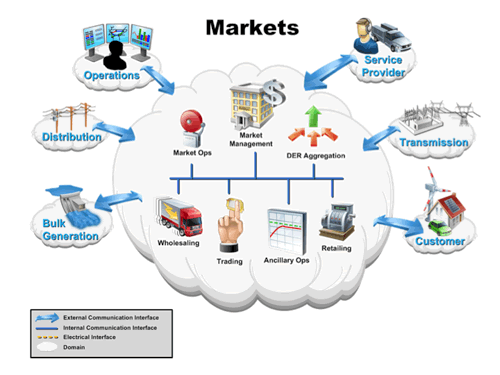 Markets
Operations
Service
Provider
Distribution
Transmission
Bulk
Generation
Customer
Market Ops
Market
Management
DER Aggregation
Wholesaling
Trading
Ancillary Ops
Retailing
External Communication Interface
Internal Communication Interface
Electrical Interface
Domain